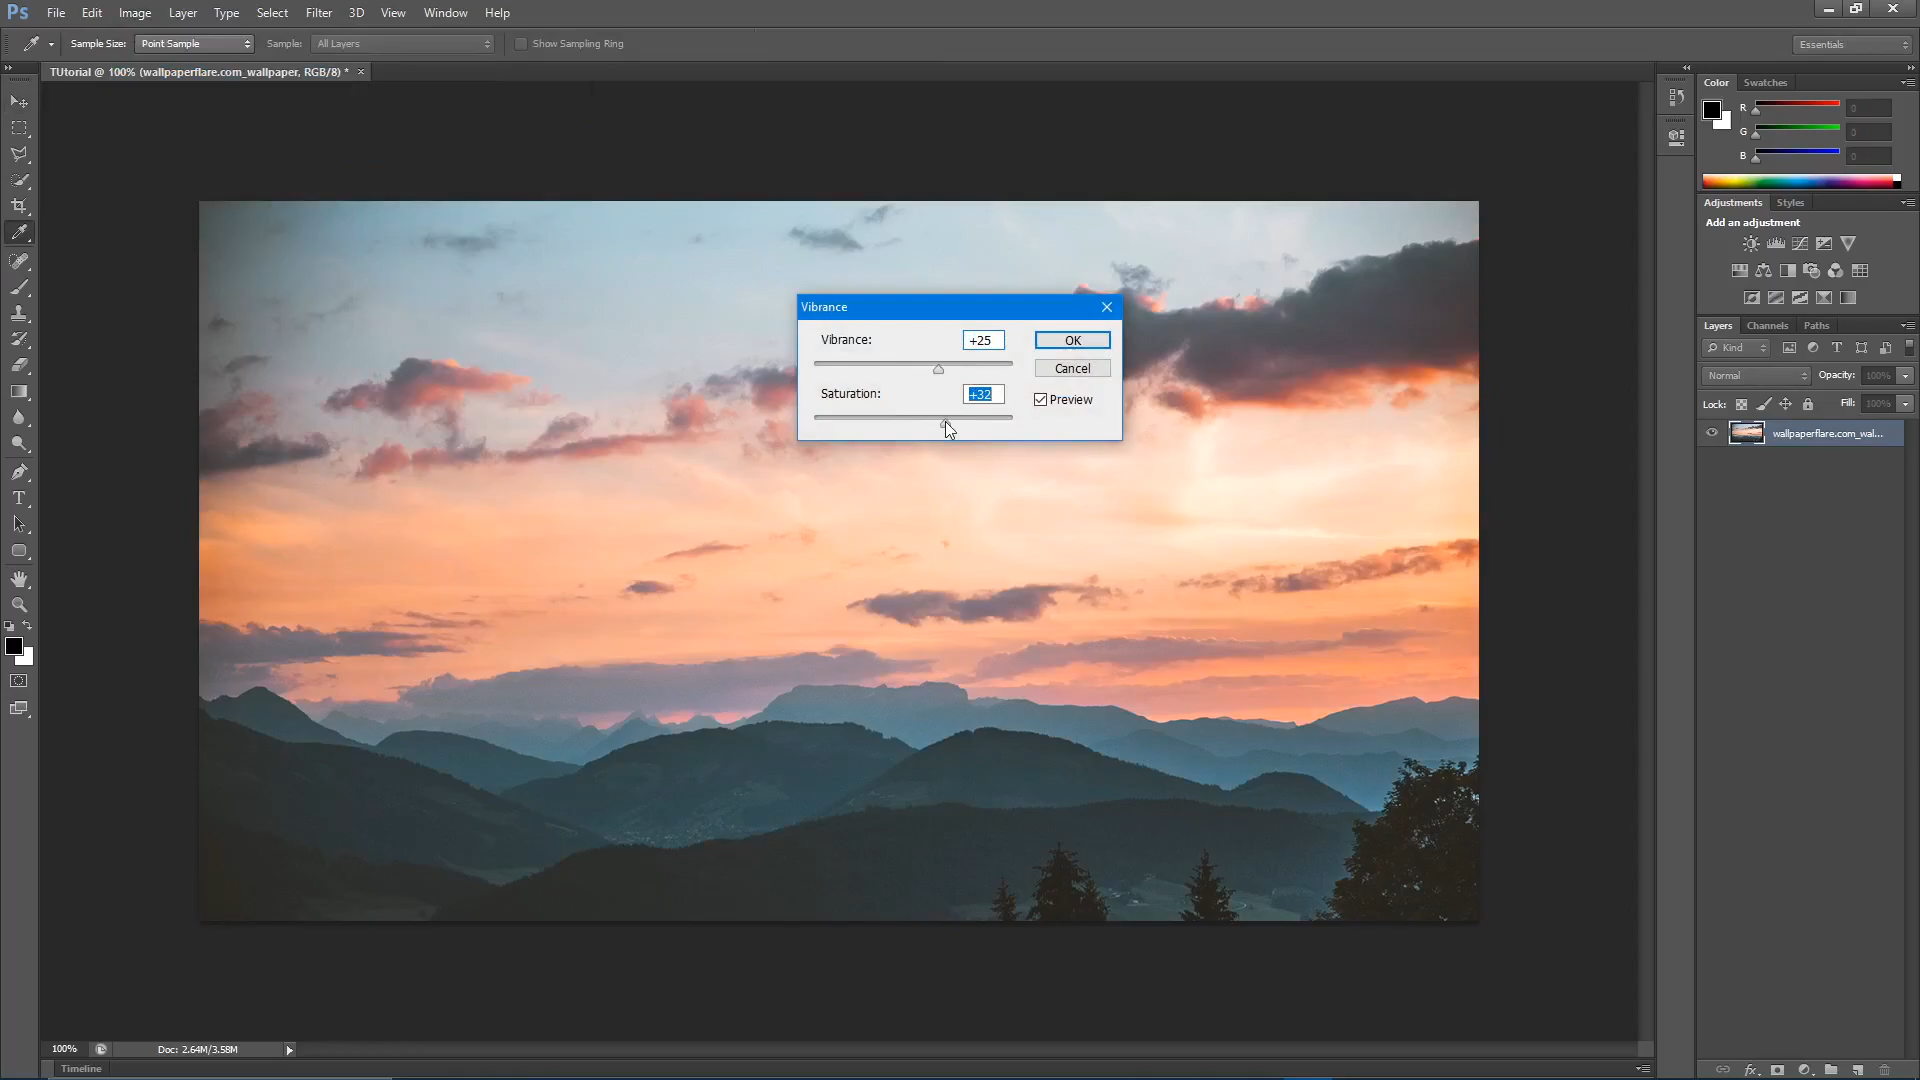 Ps File Edit Image Layer Type Select Filter 3D View Window Help
Sample Size: Point Sample Sample: All Layers Show Sampling Ring Essentials
TUtorial @ 100% (wallpaperflare.com_wallpaper, RGB/8) *
Color Swatches
R 0
G 0
B 0
Adjustments Styles
Add an adjustment
Vibrance
Vibrance: +25 OK
Cancel
Saturation: +32
Preview
Layers Channels Paths
Kind
Normal Opacity: 100%
Lock: Fill: 100%
wallpaperflare.com_wal...
100% Doc: 2.64M/3.58M
Timeline